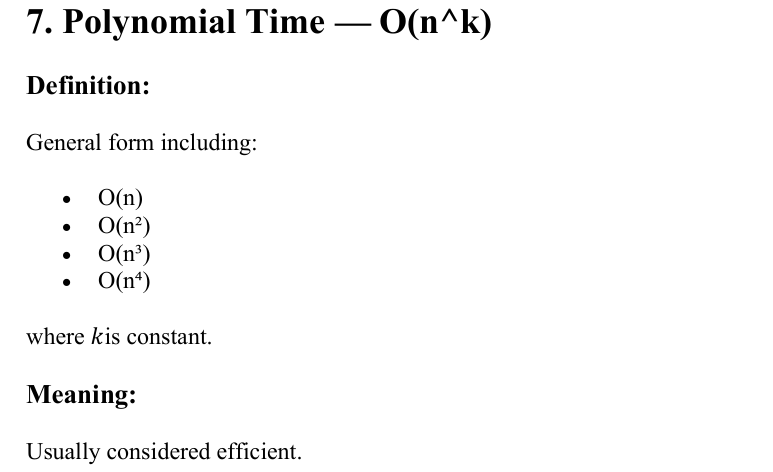 7. Polynomial Time — O(n^k)
Definition:
General form including:
• O(n)
• O(n²)
• O(n³)
• O(n⁴)
where kis constant.
Meaning:
Usually considered efficient.